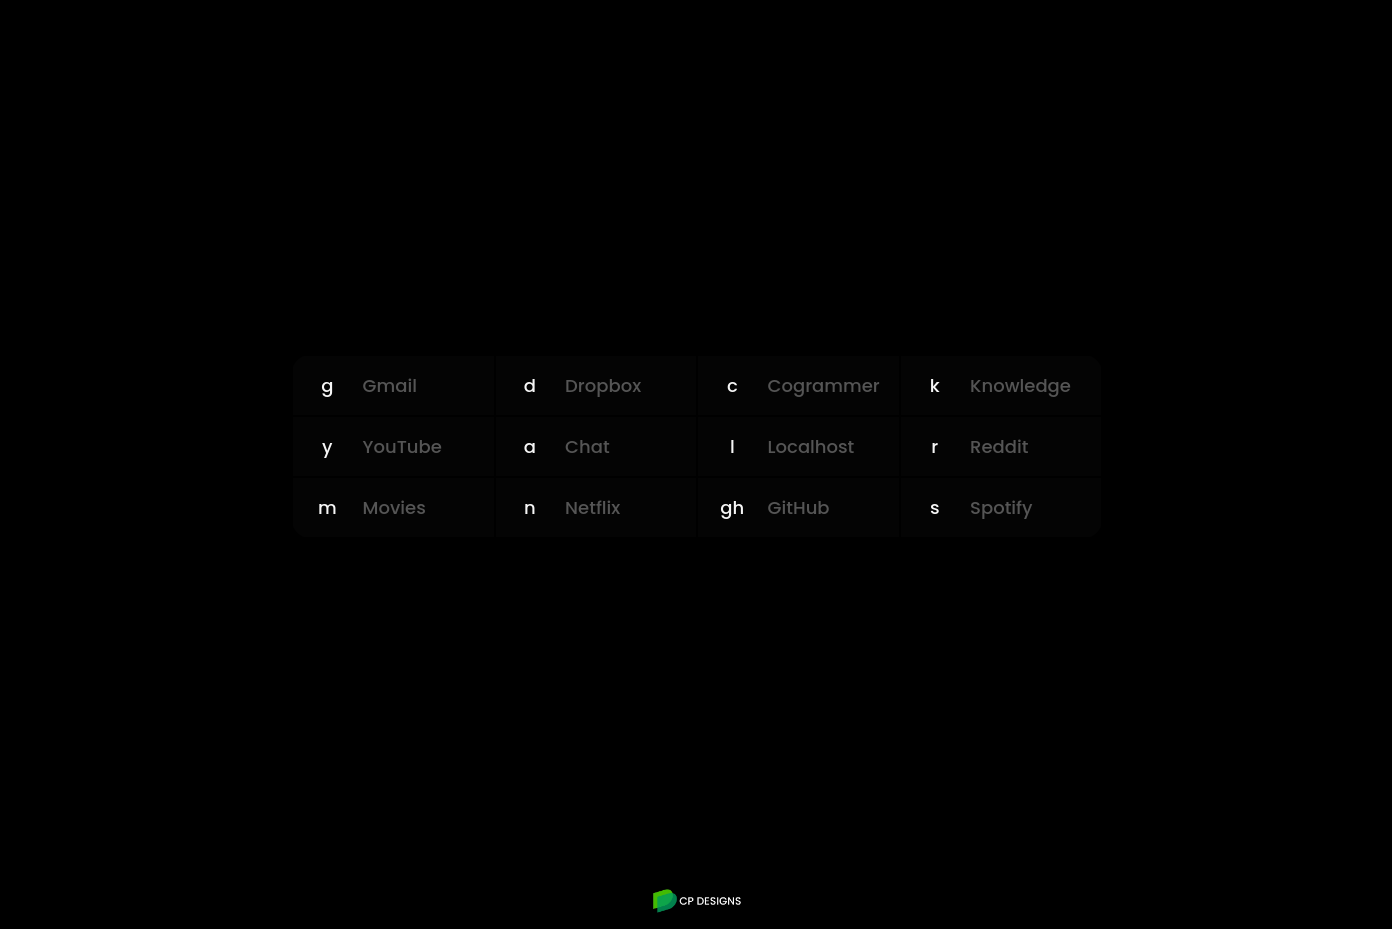 g Gmail d Dropbox c Cogrammer k Knowledge
y YouTube a Chat l Localhost r Reddit
m Movies n Netflix gh GitHub s Spotify
CP DESIGNS